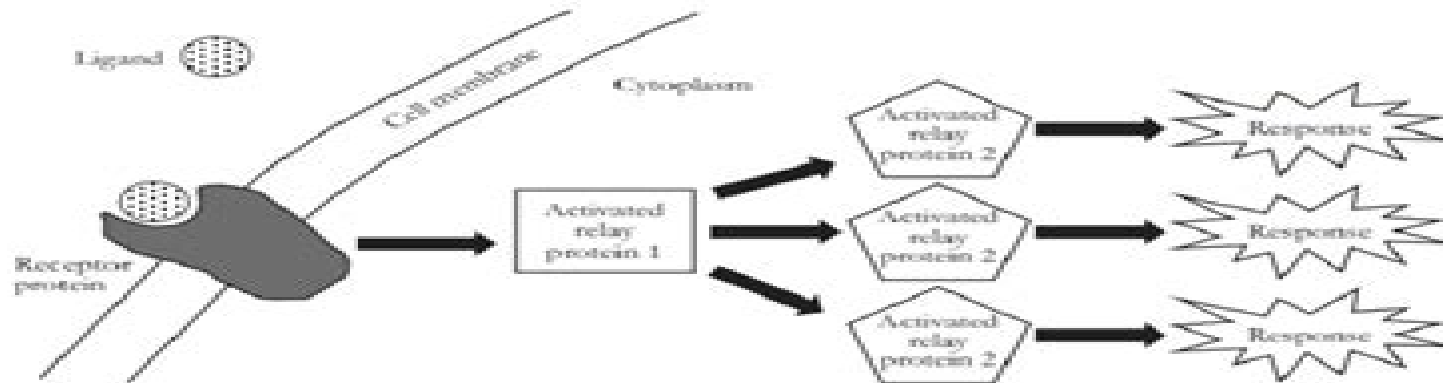 Ligand
Cell membrane
Cytoplasm
Receptor
protein
Activated
relay
protein 1
Activated
relay
protein 2
Response
Activated
relay
protein 2
Response
Activated
relay
protein 2
Response